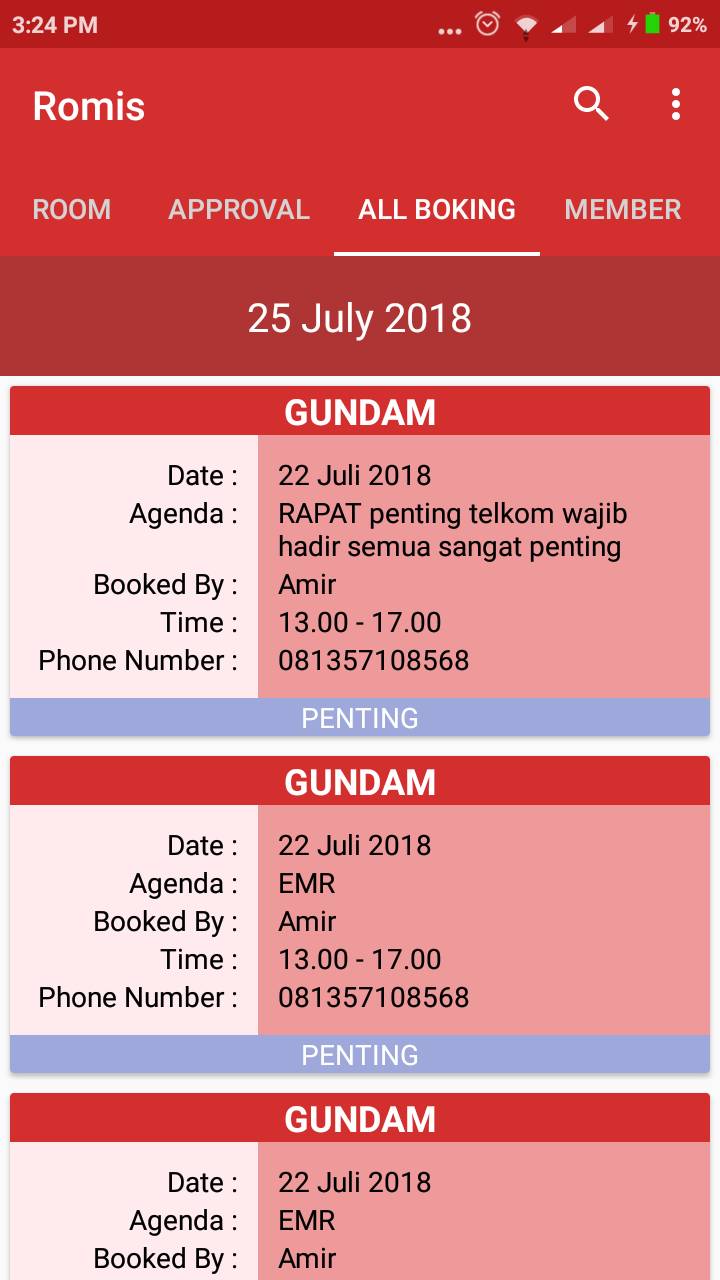 3:24 PM 92%
Romis
ROOM APPROVAL ALL BOKING MEMBER
25 July 2018
GUNDAM
Date : 22 Juli 2018
Agenda : RAPAT penting telkom wajib
hadir semua sangat penting
Booked By : Amir
Time : 13.00 - 17.00
Phone Number : 081357108568
PENTING
GUNDAM
Date : 22 Juli 2018
Agenda : EMR
Booked By : Amir
Time : 13.00 - 17.00
Phone Number : 081357108568
PENTING
GUNDAM
Date : 22 Juli 2018
Agenda : EMR
Booked By : Amir